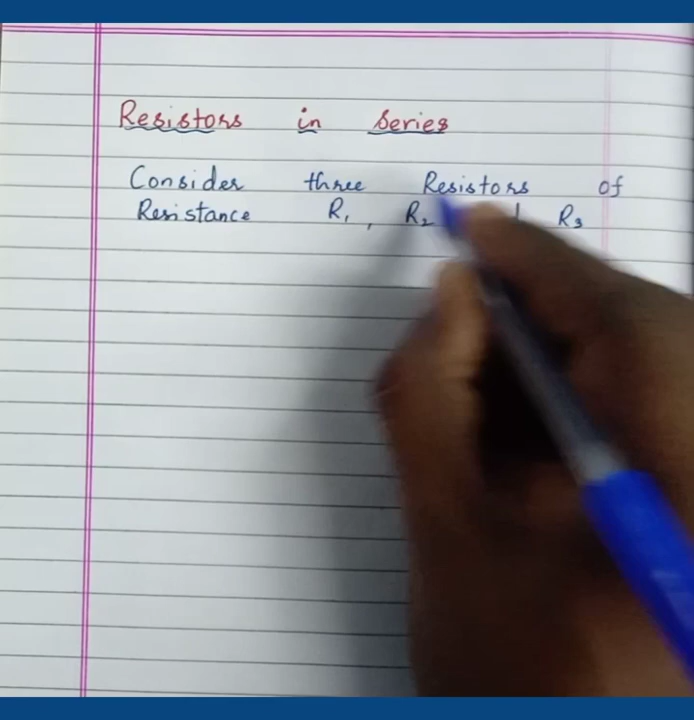 Resistors in series
Consider three Resistors of
Resistance R₁, R₂ R₃